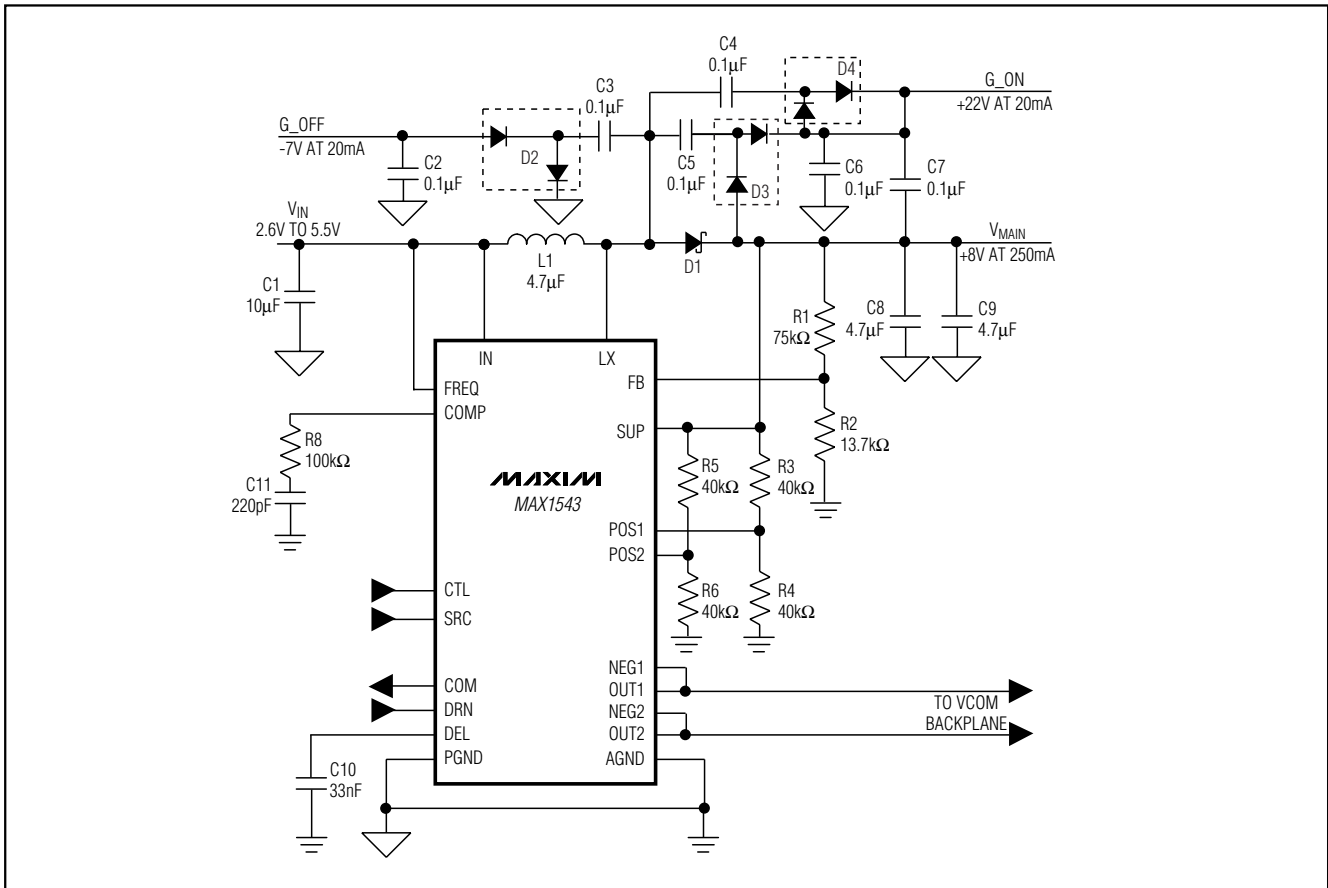 C4
0.1μF
D4
G_ON
+22V AT 20mA
C3
0.1μF
G_OFF
-7V AT 20mA
D2
C2
0.1μF
C5
0.1μF
D3
C6
0.1μF
C7
0.1μF
VIN
2.6V TO 5.5V
L1
4.7μF
D1
VMAIN
+8V AT 250mA
C1
10μF
R1
75kΩ
C8
4.7μF
C9
4.7μF
IN
LX
FREQ
FB
COMP
SUP
R2
13.7kΩ
R8
100kΩ
C11
220pF
MAXIM
MAX1543
R5
40kΩ
R3
40kΩ
POS1
POS2
R6
40kΩ
R4
40kΩ
CTL
SRC
NEG1
COM
OUT1
DRN
NEG2
DEL
OUT2
PGND
AGND
TO VCOM
BACKPLANE
C10
33nF